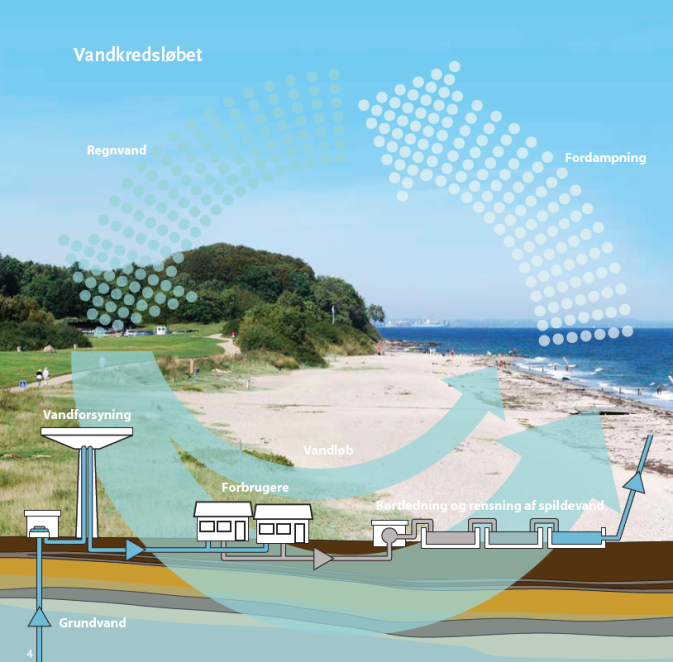 Vandkredsløbet
Regnvand
Fordampning
Vandforsyning
Vandløb
Forbrugere
Bortledning og rensning af spildevand
Grundvand
4